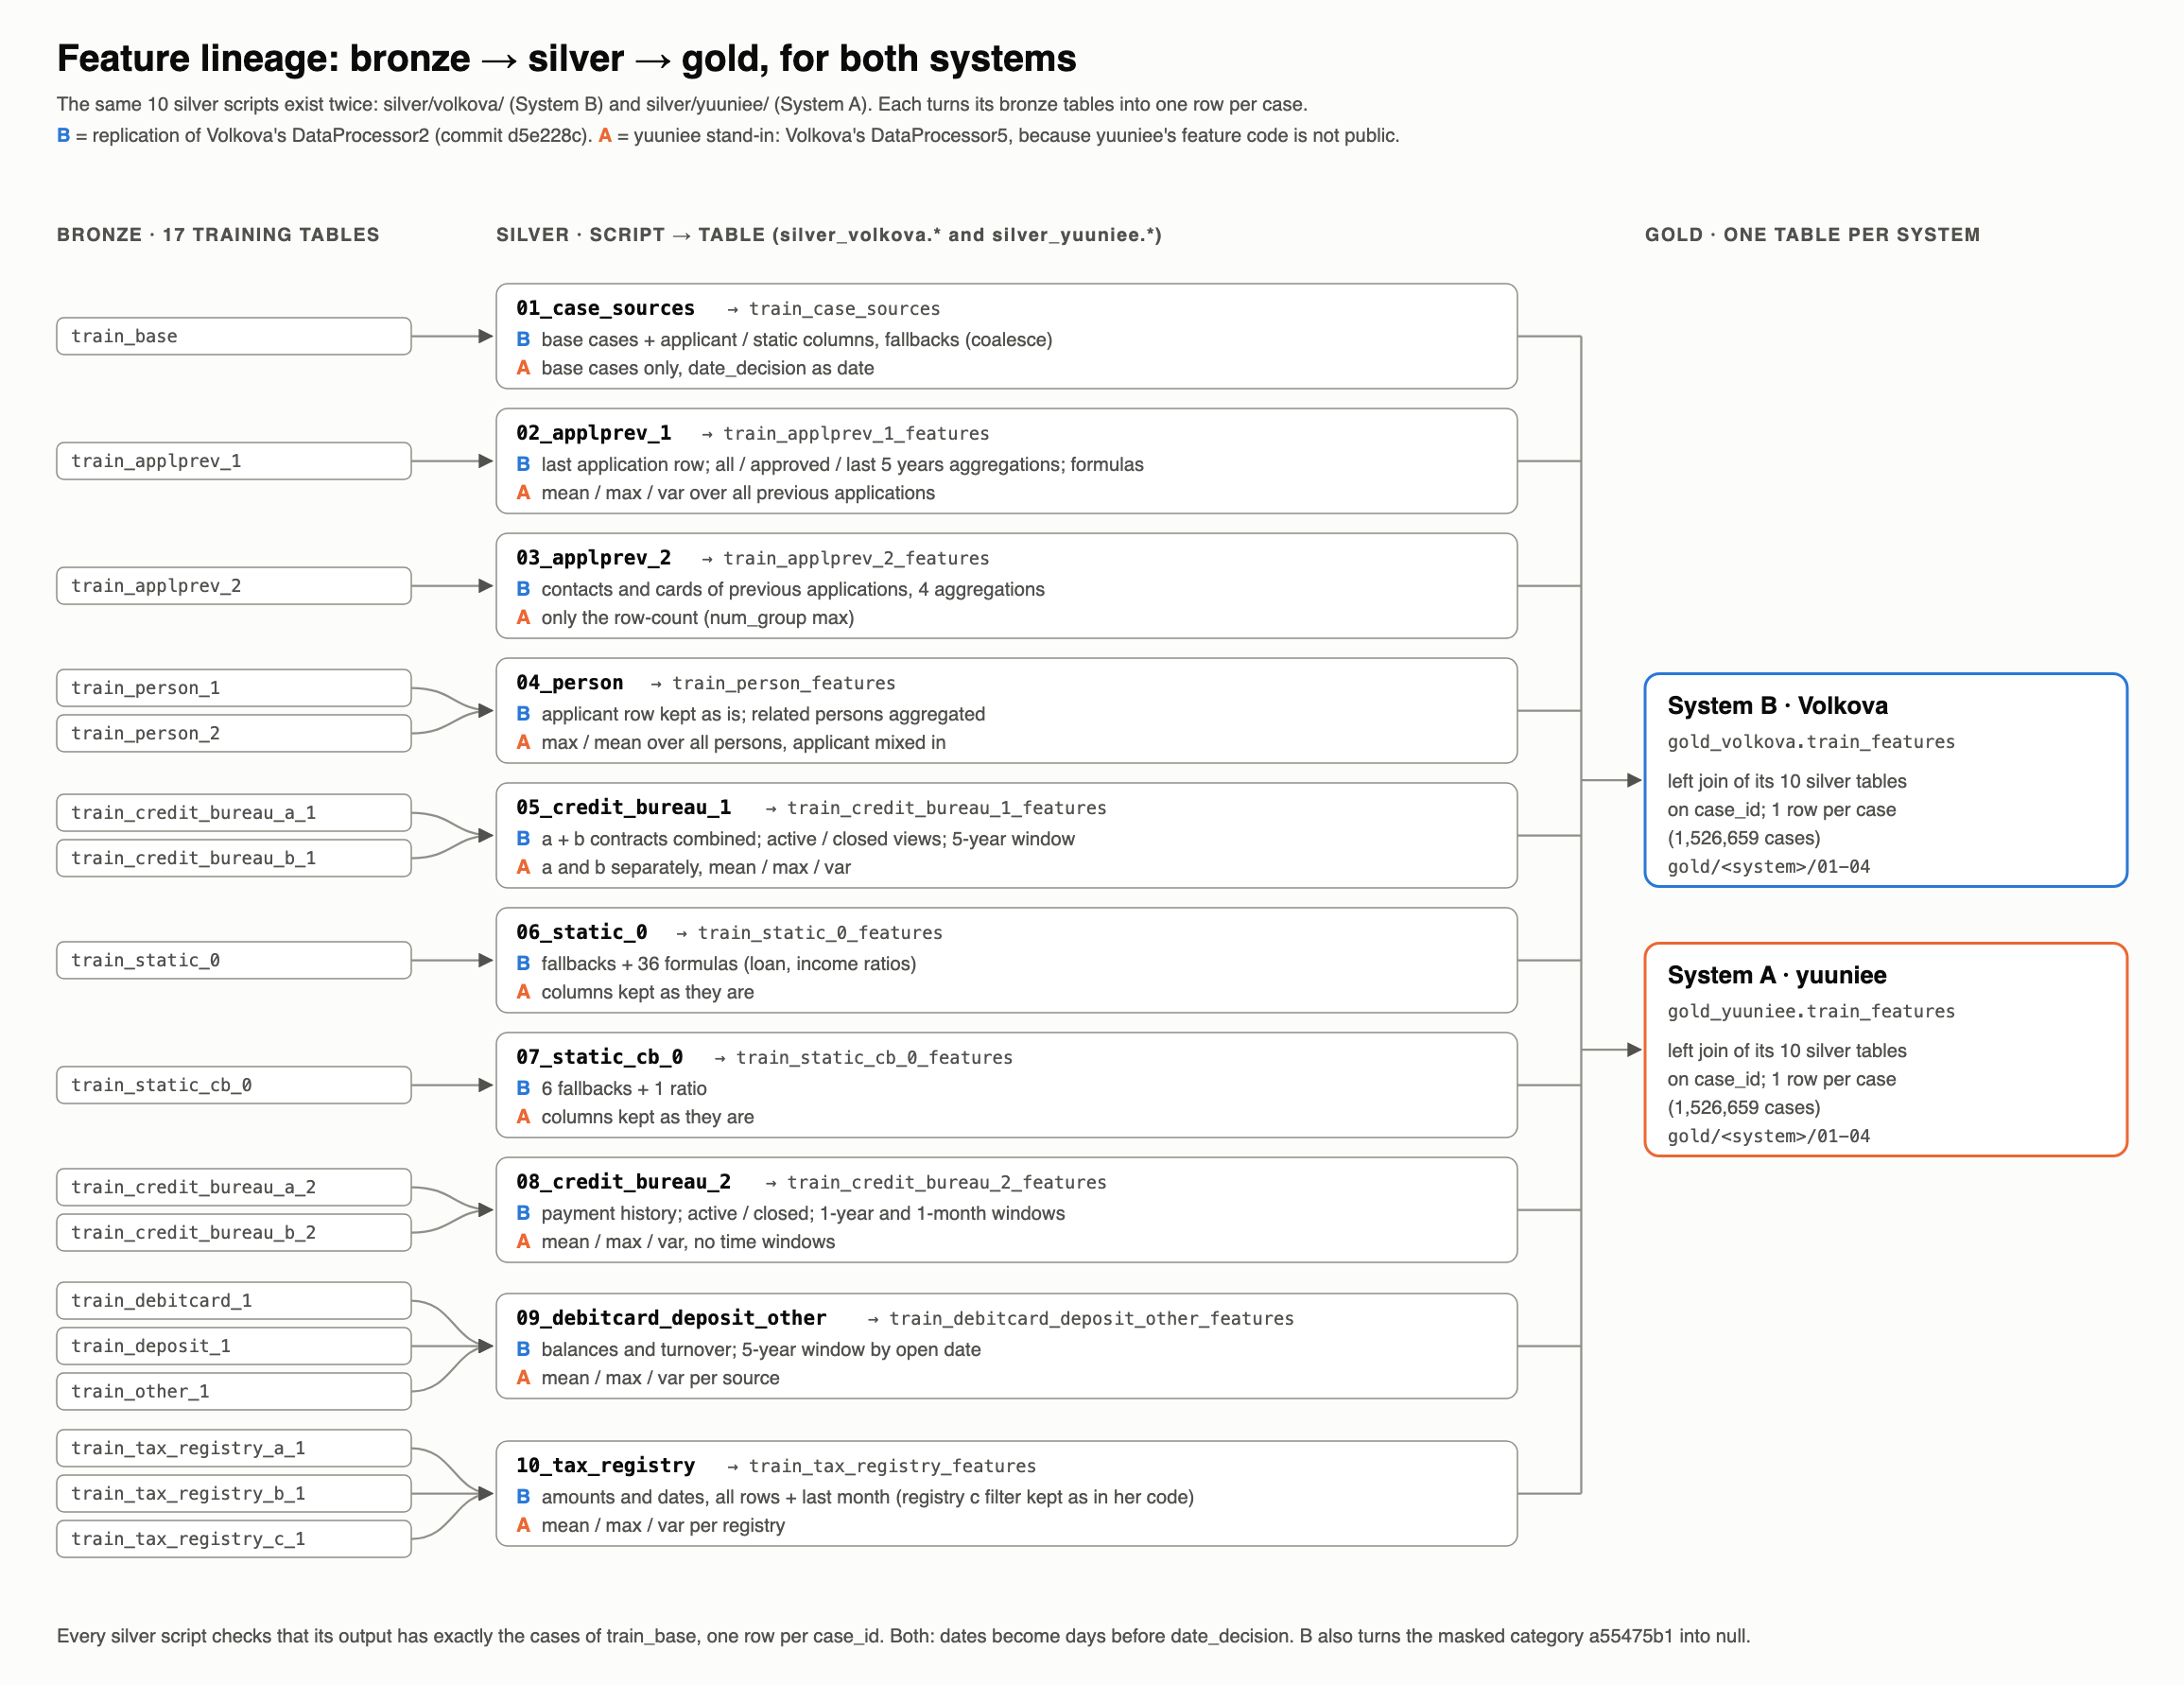 Feature lineage: bronze → silver → gold, for both systems
The same 10 silver scripts exist twice: silver/volkova/ (System B) and silver/yuuniee/ (System A). Each turns its bronze tables into one row per case.
B = replication of Volkova's DataProcessor2 (commit d5e228c). A = yuuniee stand-in: Volkova's DataProcessor5, because yuuniee's feature code is not public.
BRONZE · 17 TRAINING TABLES
SILVER · SCRIPT → TABLE (silver_volkova.* and silver_yuuniee.*)
GOLD · ONE TABLE PER SYSTEM
train_base
01_case_sources → train_case_sources
B base cases + applicant / static columns, fallbacks (coalesce)
A base cases only, date_decision as date
train_applprev_1
02_applprev_1 → train_applprev_1_features
B last application row; all / approved / last 5 years aggregations; formulas
A mean / max / var over all previous applications
train_applprev_2
03_applprev_2 → train_applprev_2_features
B contacts and cards of previous applications, 4 aggregations
A only the row-count (num_group max)
train_person_1
train_person_2
04_person → train_person_features
B applicant row kept as is; related persons aggregated
A max / mean over all persons, applicant mixed in
train_credit_bureau_a_1
train_credit_bureau_b_1
05_credit_bureau_1 → train_credit_bureau_1_features
B a + b contracts combined; active / closed views; 5-year window
A a and b separately, mean / max / var
train_static_0
06_static_0 → train_static_0_features
B fallbacks + 36 formulas (loan, income ratios)
A columns kept as they are
train_static_cb_0
07_static_cb_0 → train_static_cb_0_features
B 6 fallbacks + 1 ratio
A columns kept as they are
train_credit_bureau_a_2
train_credit_bureau_b_2
08_credit_bureau_2 → train_credit_bureau_2_features
B payment history; active / closed; 1-year and 1-month windows
A mean / max / var, no time windows
train_debitcard_1
train_deposit_1
train_other_1
09_debitcard_deposit_other → train_debitcard_deposit_other_features
B balances and turnover; 5-year window by open date
A mean / max / var per source
train_tax_registry_a_1
train_tax_registry_b_1
train_tax_registry_c_1
10_tax_registry → train_tax_registry_features
B amounts and dates, all rows + last month (registry c filter kept as in her code)
A mean / max / var per registry
System B · Volkova
gold_volkova.train_features
left join of its 10 silver tables
on case_id; 1 row per case
(1,526,659 cases)
gold/<system>/01–04
System A · yuuniee
gold_yuuniee.train_features
left join of its 10 silver tables
on case_id; 1 row per case
(1,526,659 cases)
gold/<system>/01–04
Every silver script checks that its output has exactly the cases of train_base, one row per case_id. Both: dates become days before date_decision. B also turns the masked category a55475b1 into null.